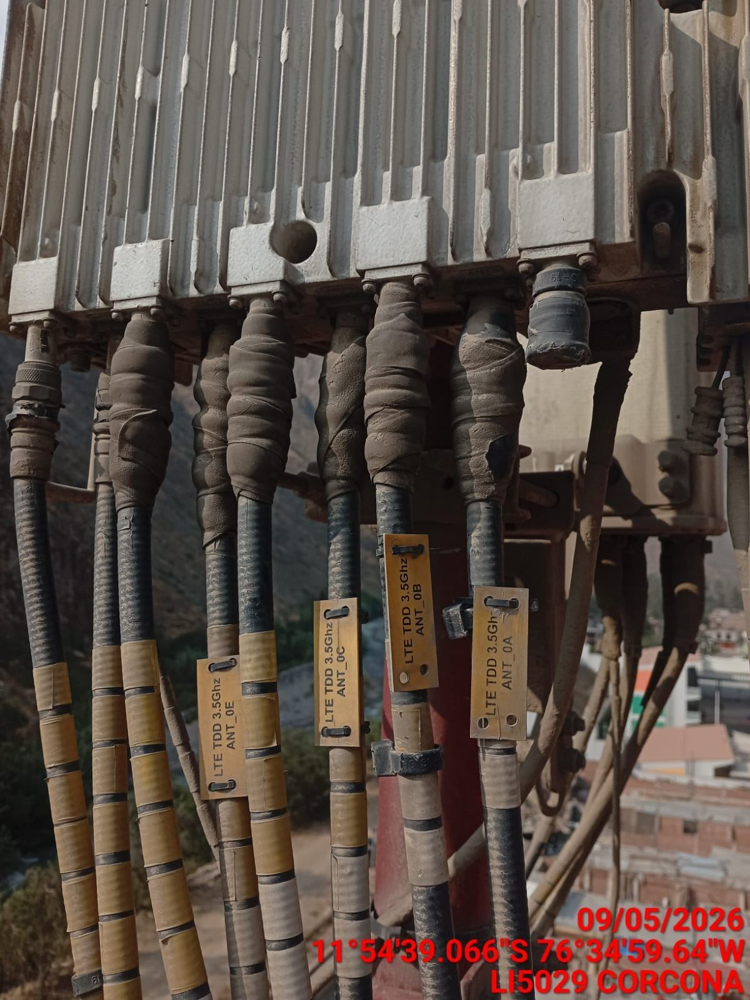 LTE TDD 3.5Ghz
ANT_0E
LTE TDD 3.5Ghz
ANT_0C
LTE TDD 3.5Ghz
ANT_0B
LTE TDD 3.5Ghz
ANT_0A
09/05/2026
11°54'39.066"S 76°34'59.64"W
LI5029 CORCONA